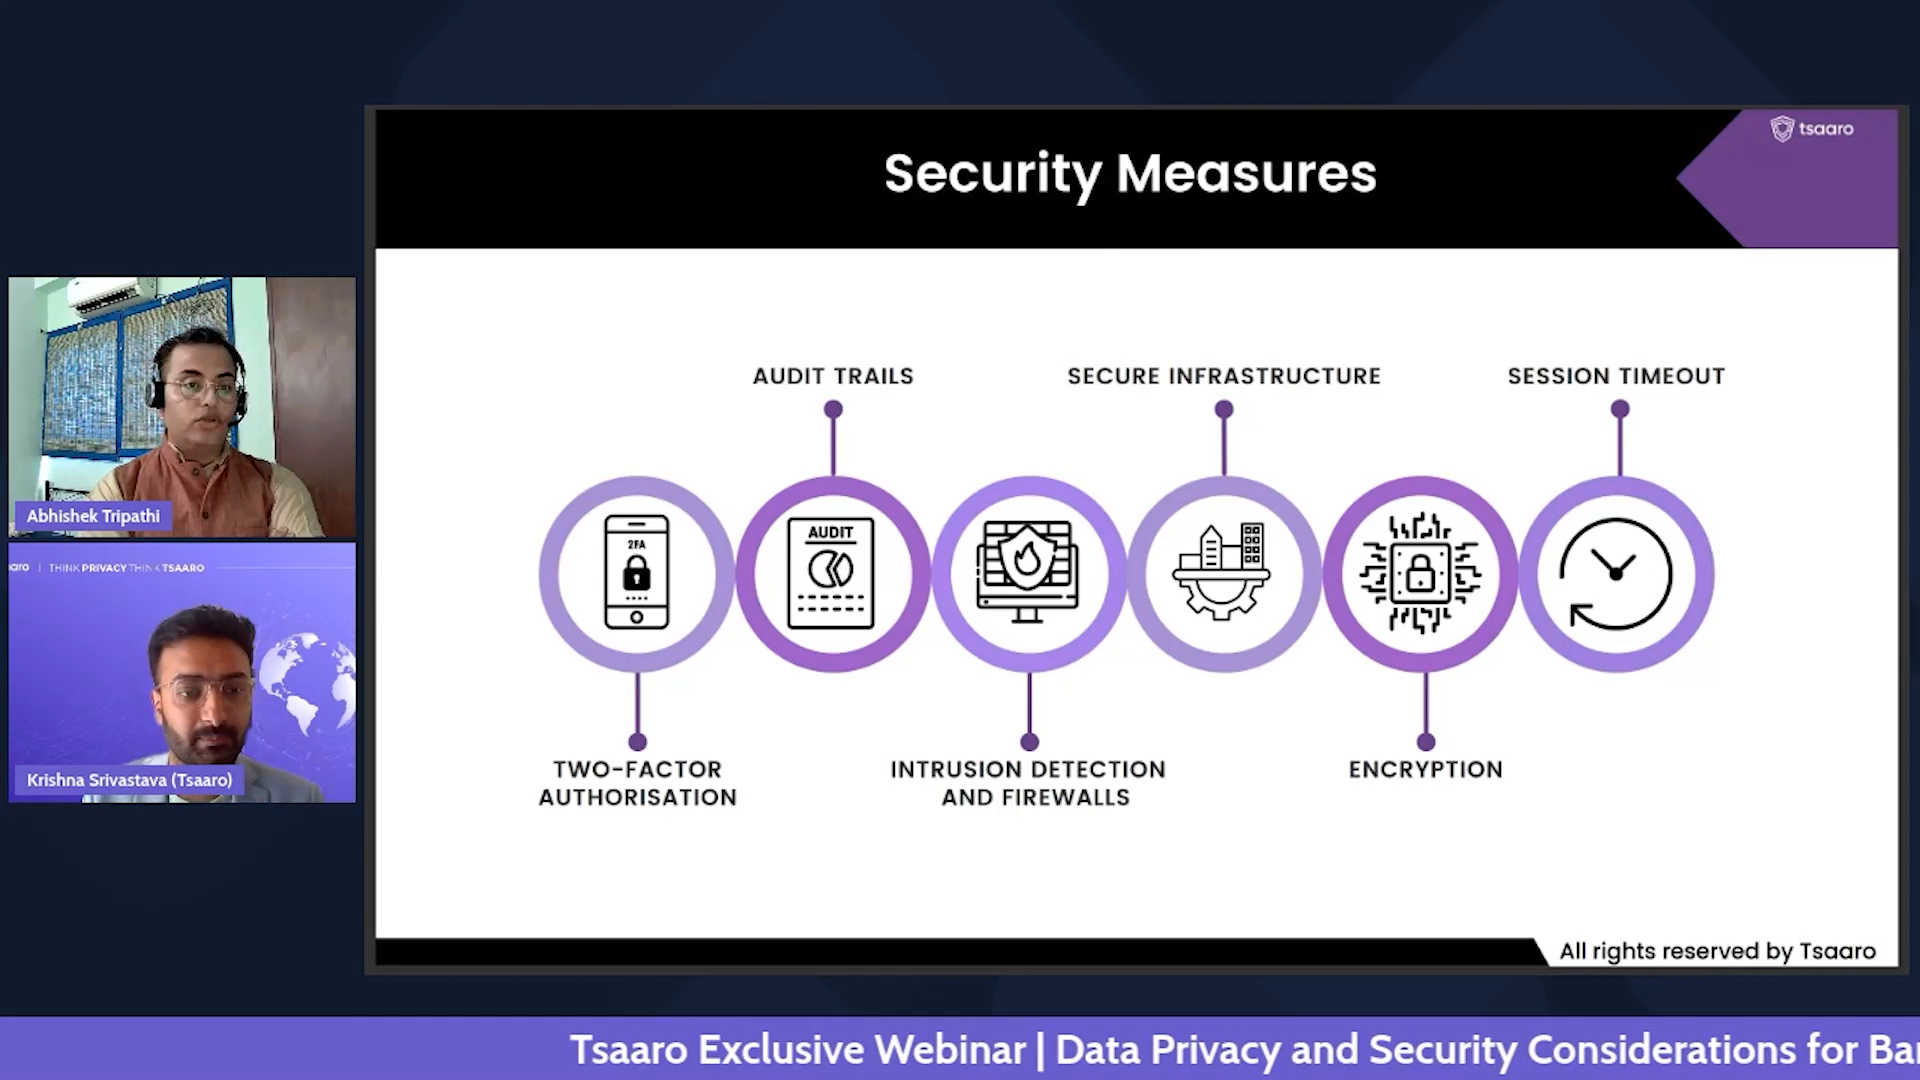 tsaaro
Security Measures
AUDIT TRAILS
SECURE INFRASTRUCTURE
SESSION TIMEOUT
2FA
AUDIT
TWO-FACTOR
AUTHORISATION
INTRUSION DETECTION
AND FIREWALLS
ENCRYPTION
All rights reserved by Tsaaro
Abhishek Tripathi
aro | THINK PRIVACY THINK TSAARO
Krishna Srivastava (Tsaaro)
Tsaaro Exclusive Webinar | Data Privacy and Security Considerations for Ba